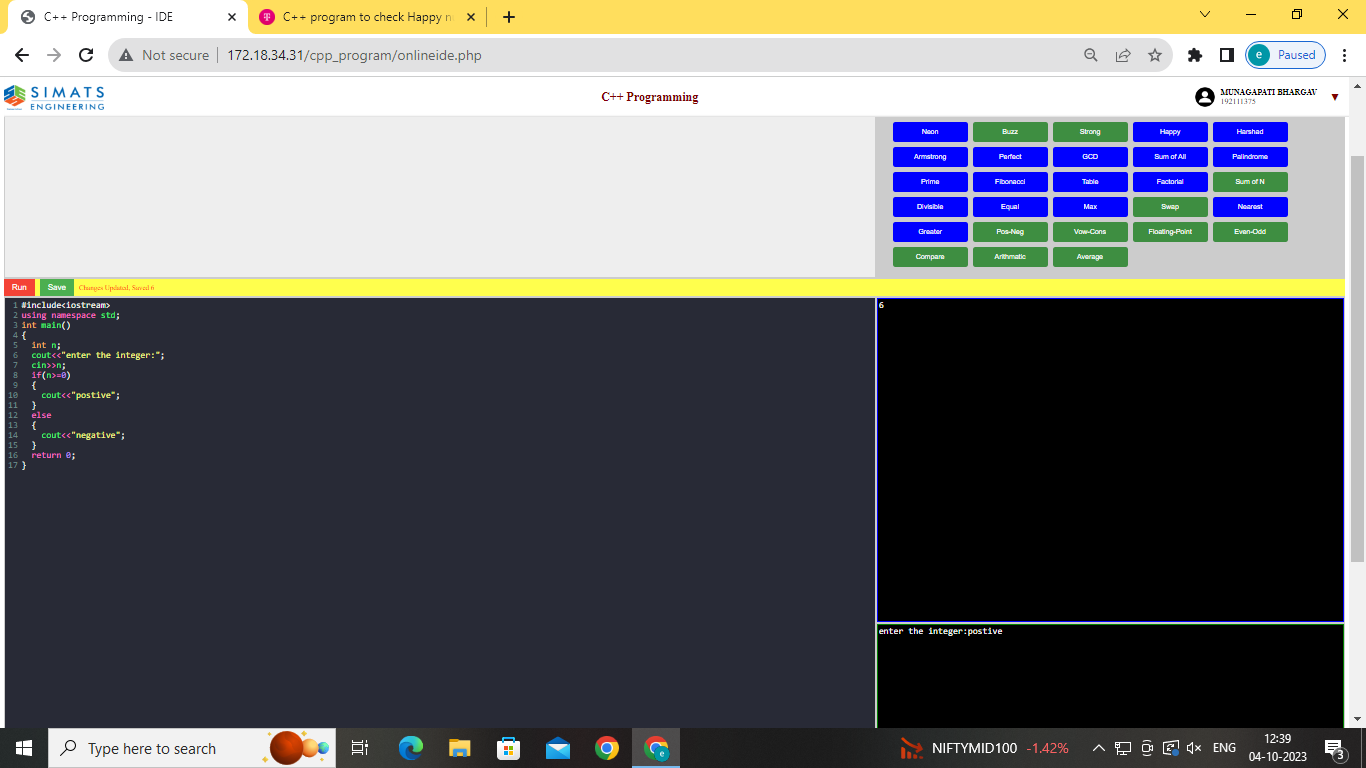 C++ Programming - IDE
C++ program to check Happy n
Not secure
172.18.34.31/cpp_program/onlineide.php
e Paused
SIMATS
ENGINEERING
C++ Programming
MUNAGAPATI BHARGAV
192111375
Neon Buzz Strong Happy Harshad
Armstrong Perfect GCD Sum of All Palindrome
Prime Fibonacci Table Factorial Sum of N
Divisible Equal Max Swap Nearest
Greater Pos-Neg Vow-Cons Floating-Point Even-Odd
Compare Arithmatic Average
Run Save Changes Updated, Saved 6
1 #include<iostream>
2 using namespace std;
3 int main()
4 {
5 int n;
6 cout<<"enter the integer:";
7 cin>>n;
8 if(n>=0)
9 {
10 cout<<"postive";
11 }
12 else
13 {
14 cout<<"negative";
15 }
16 return 0;
17 }
6
enter the integer:postive
Type here to search
NIFTYMID100 -1.42%
ENG
12:39
04-10-2023
3